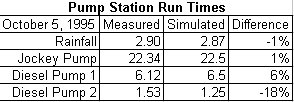 Pump Station Run Times
October 5, 1995 Measured Simulated Difference
Rainfall 2.90 2.87 -1%
Jockey Pump 22.34 22.5 1%
Diesel Pump 1 6.12 6.5 6%
Diesel Pump 2 1.53 1.25 -18%